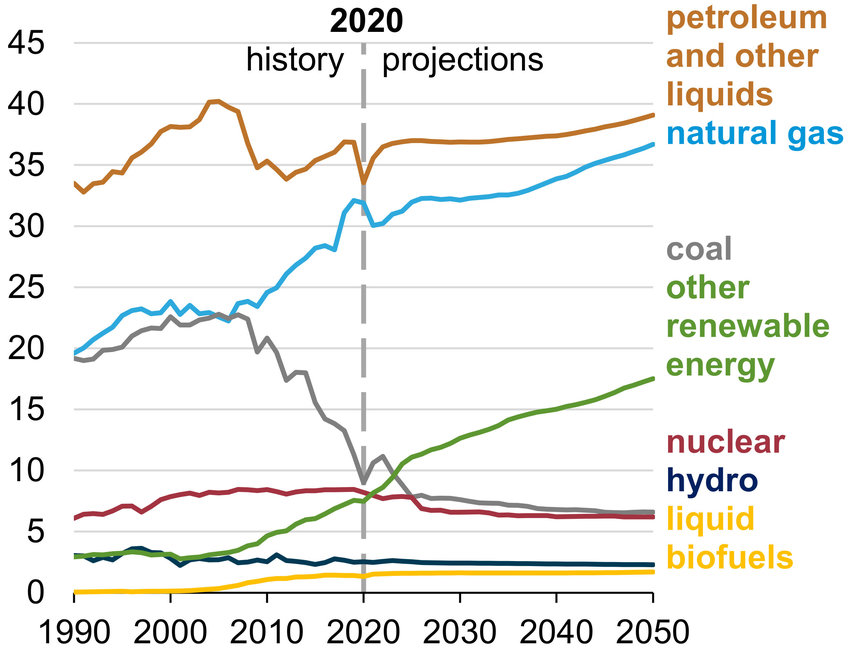 2020
history projections
45
40
35
30
25
20
15
10
5
0
1990 2000 2010 2020 2030 2040 2050
petroleum
and other
liquids
natural gas
coal
other
renewable
energy
nuclear
hydro
liquid
biofuels